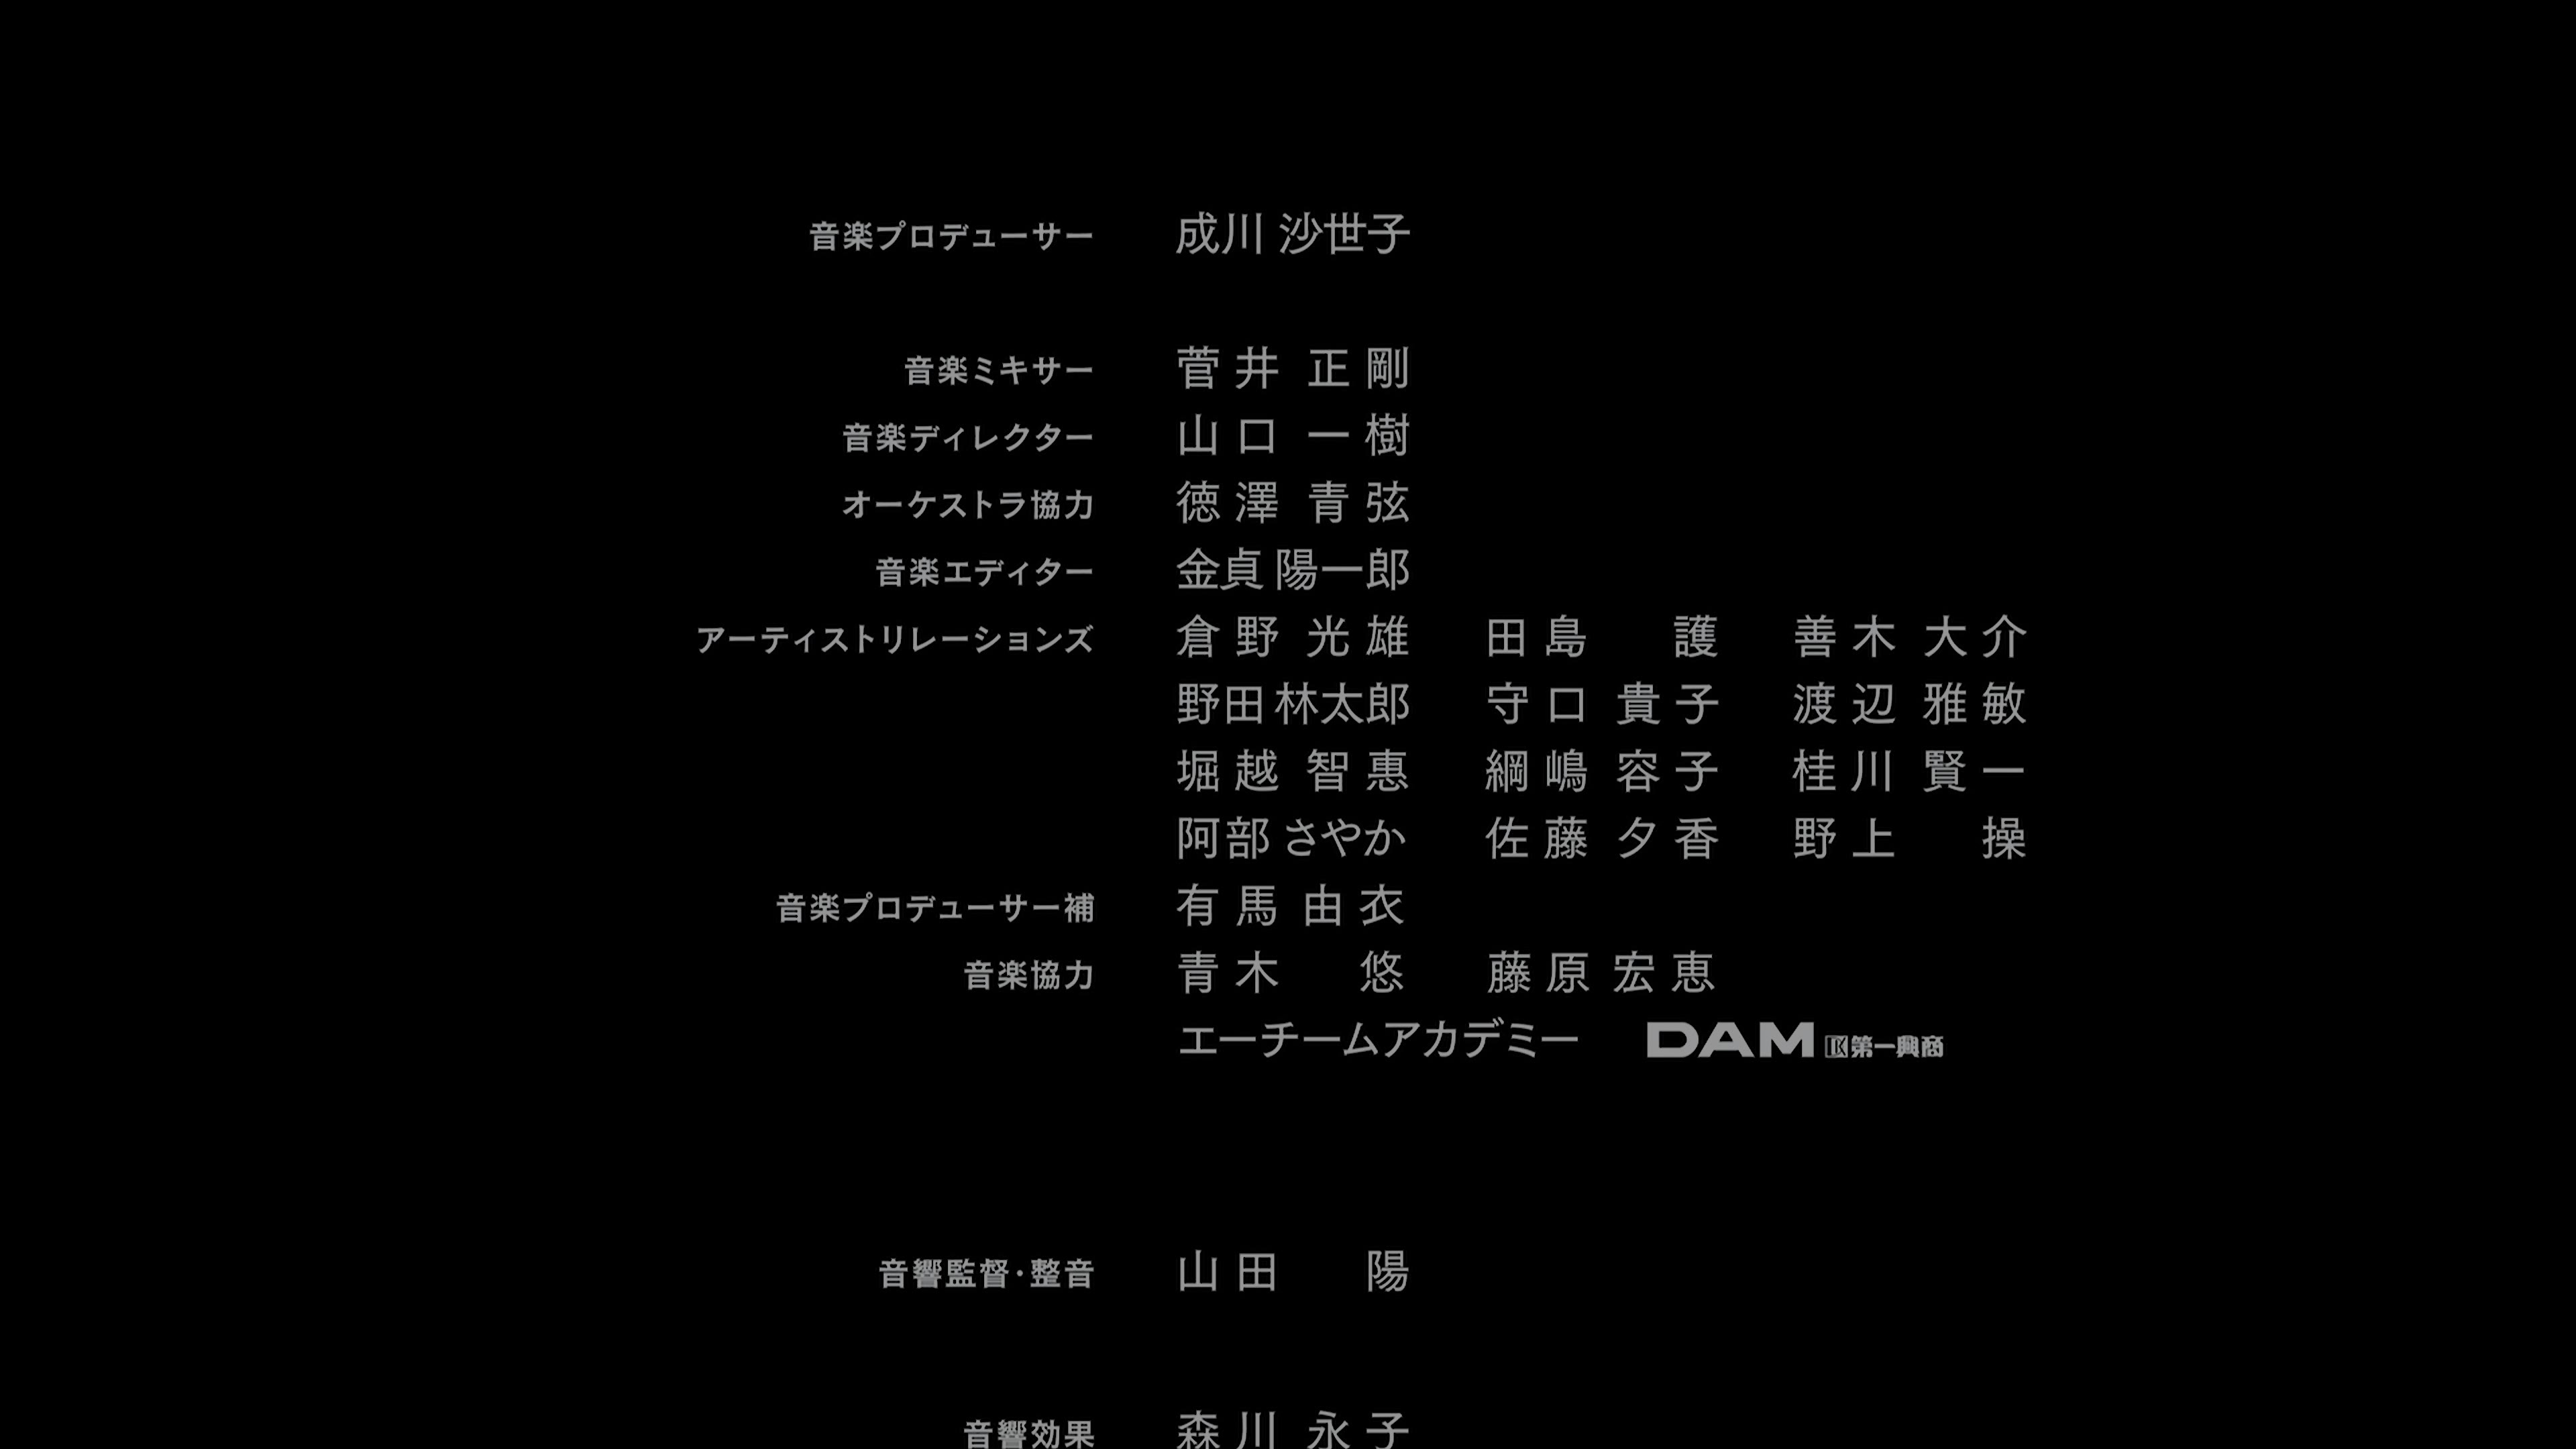 音楽プロデューサー 成川 沙世子
音楽ミキサー 菅井 正剛
音楽ディレクター 山口 一樹
オーケストラ協力 徳澤 青弦
音楽エディター 金貞 陽一郎
アーティストリレーションズ 倉野 光雄 田島 護 善木 大介
野田 林太郎 守口 貴子 渡辺 雅敏
堀越 智惠 綱嶋 容子 桂川 賢一
阿部 さやか 佐藤 夕香 野上 操
音楽プロデューサー補 有馬 由衣
音楽協力 青木 悠 藤原 宏恵
エーチームアカデミー DAM DK第一興商
音響監督・整音 山田 陽
音響効果 森川 永子